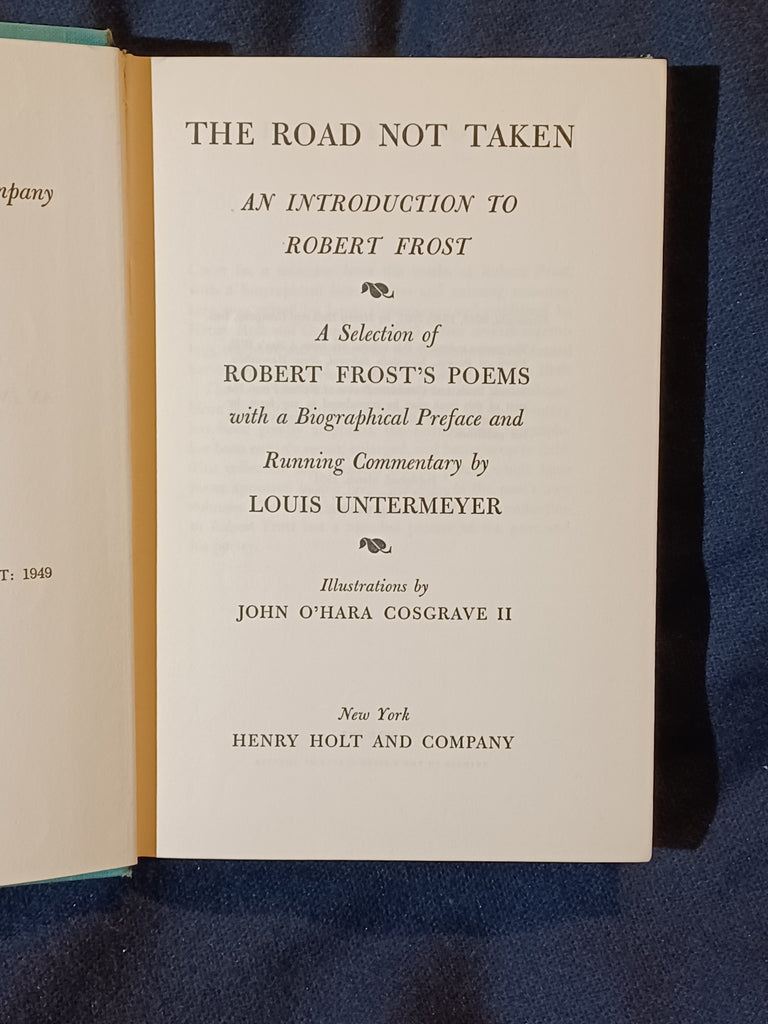 mpany
T: 1949
THE ROAD NOT TAKEN
AN INTRODUCTION TO
ROBERT FROST
A Selection of
ROBERT FROST'S POEMS
with a Biographical Preface and
Running Commentary by
LOUIS UNTERMEYER
Illustrations by
JOHN O'HARA COSGRAVE II
New York
HENRY HOLT AND COMPANY